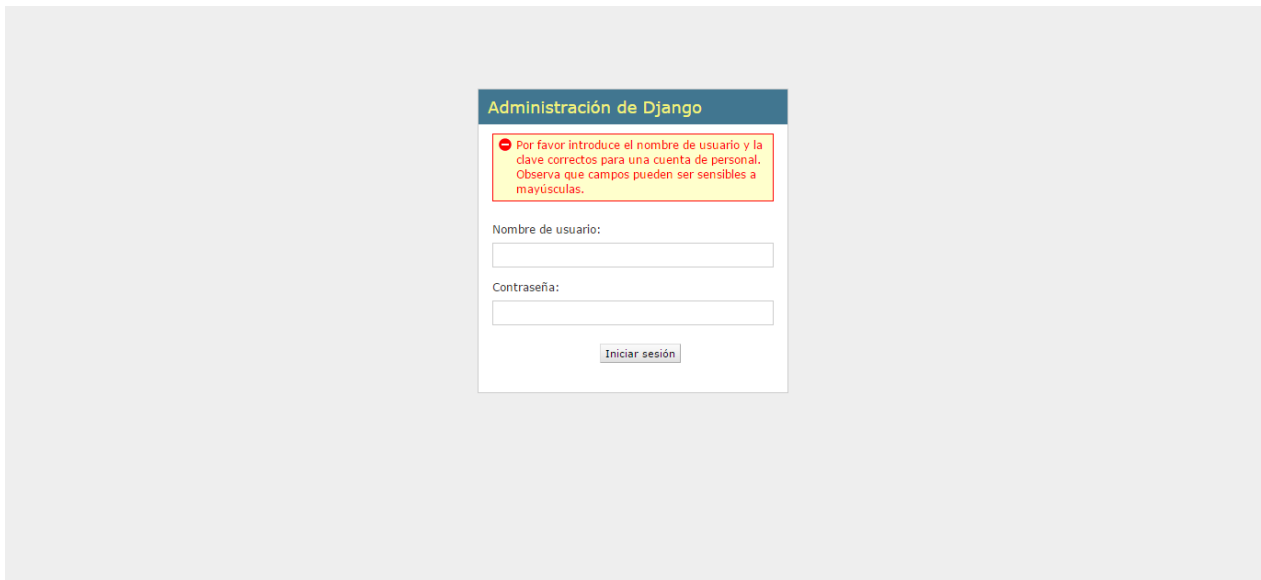 Administración de Django
Por favor introduce el nombre de usuario y la
clave correctos para una cuenta de personal.
Observa que campos pueden ser sensibles a
mayúsculas.
Nombre de usuario:
Contraseña:
Iniciar sesión